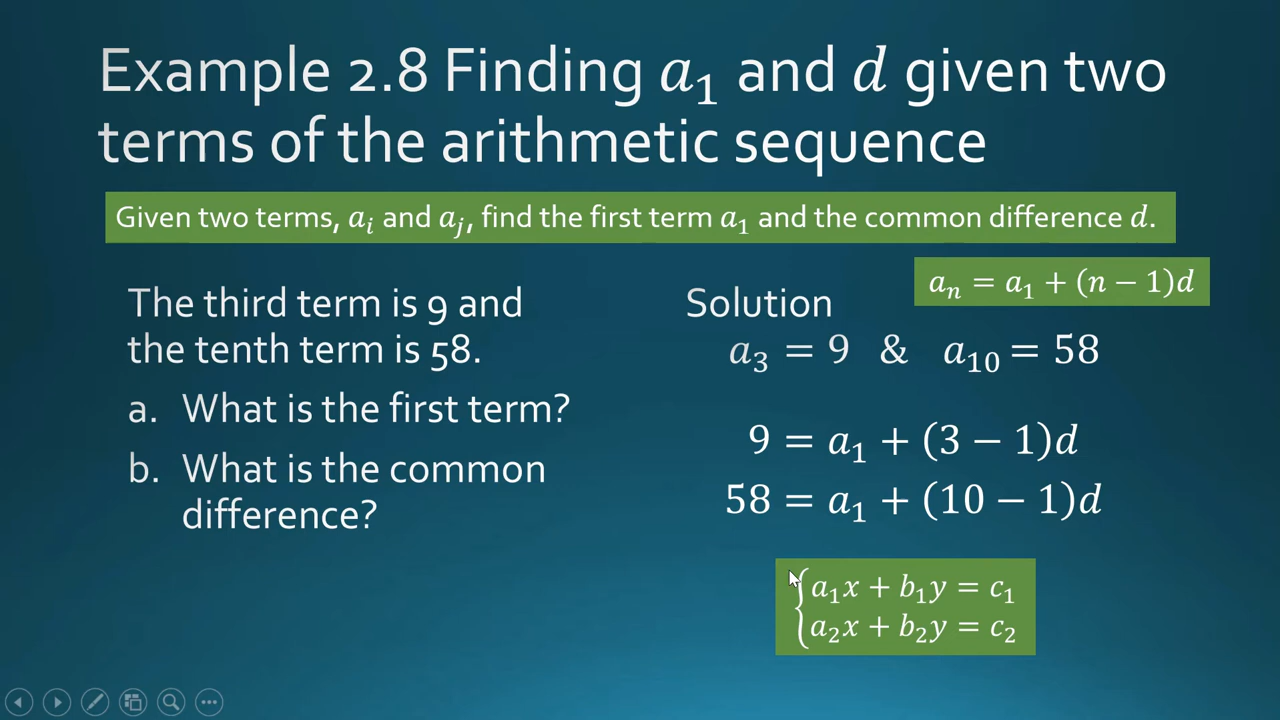 Example 2.8 Finding a₁ and d given two
terms of the arithmetic sequence
Given two terms, aᵢ and aⱼ, find the first term a₁ and the common difference d.
The third term is 9 and
the tenth term is 58.
a. What is the first term?
b. What is the common
difference?
aₙ = a₁ + (n − 1)d
Solution
a₃ = 9 & a₁₀ = 58
9 = a₁ + (3 − 1)d
58 = a₁ + (10 − 1)d
{a₁x + b₁y = c₁
a₂x + b₂y = c₂